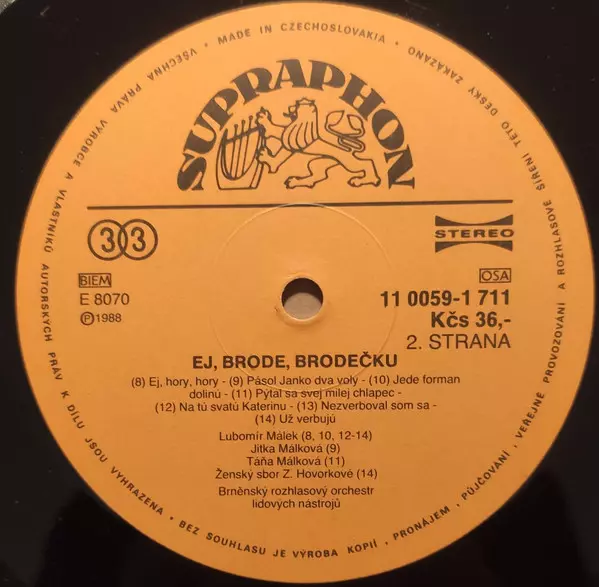 VŠECHNA PRÁVA VÝROBCE A VLASTNÍKŮ AUTORSKÝCH PRÁV K DÍLU JSOU VYHRAZENA • BEZ SOUHLASU JE VÝROBA KOPIÍ, PRONÁJEM, PŮJČOVÁNÍ, VEŘEJNÉ PROVOZOVÁNÍ A ROZHLASOVÉ ŠÍŘENÍ TÉTO DESKY ZAKÁZÁNO • MADE IN CZECHOSLOVAKIA •
SUPRAPHON
33
STEREO
BIEM
OSA
E 8070
11 0059-1 711
Ⓟ1988
Kčs 36,-
2. STRANA
EJ, BRODE, BRODEČKU
(8) Ej, hory, hory - (9) Pásol Janko dva voly - (10) Jede forman
dolinú - (11) Pýtal sa svej milej chlapec -
(12) Na tú svatú Katerinu - (13) Nezverboval som sa -
(14) Už verbujú
Lubomír Málek (8, 10, 12-14)
Jitka Málková (9)
Táňa Málková (11)
Ženský sbor Z. Hovorkové (14)
Brněnský rozhlasový orchestr
lidových nástrojů